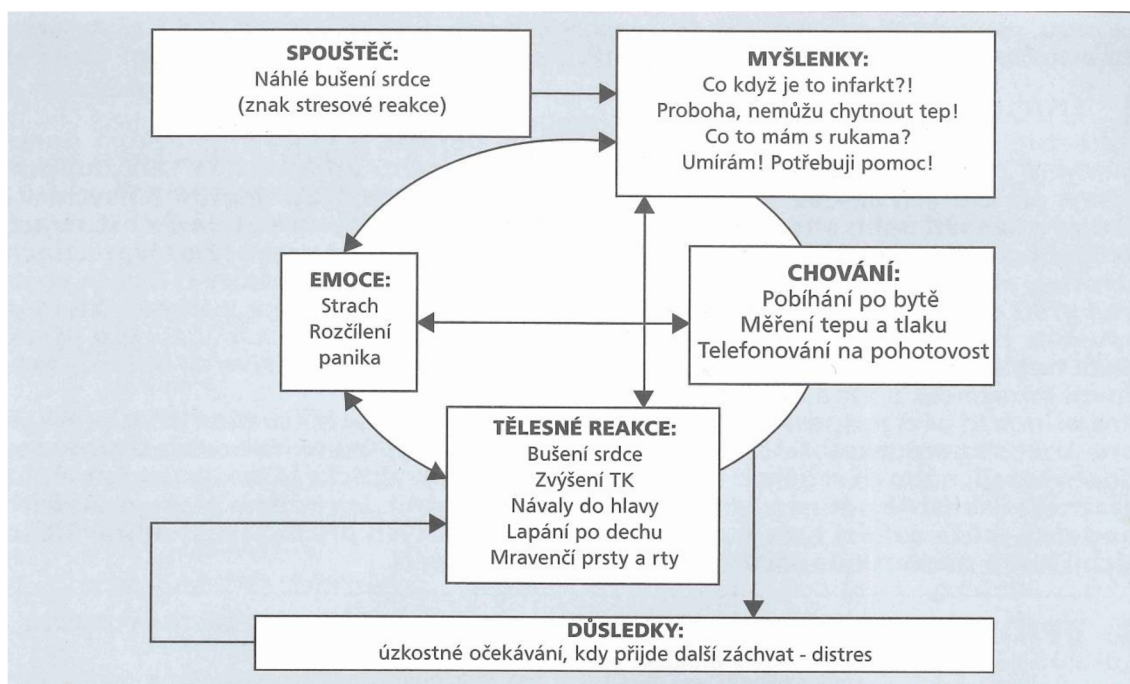 SPOUŠTĚČ:
Náhlé bušení srdce
(znak stresové reakce)
MYŠLENKY:
Co když je to infarkt?!
Proboha, nemůžu chytnout tep!
Co to mám s rukama?
Umírám! Potřebuji pomoc!
EMOCE:
Strach
Rozčílení
panika
CHOVÁNÍ:
Pobíhání po bytě
Měření tepu a tlaku
Telefonování na pohotovost
TĚLESNÉ REAKCE:
Bušení srdce
Zvýšení TK
Návaly do hlavy
Lapání po dechu
Mravenčí prsty a rty
DŮSLEDKY:
úzkostné očekávání, kdy přijde další záchvat - distres